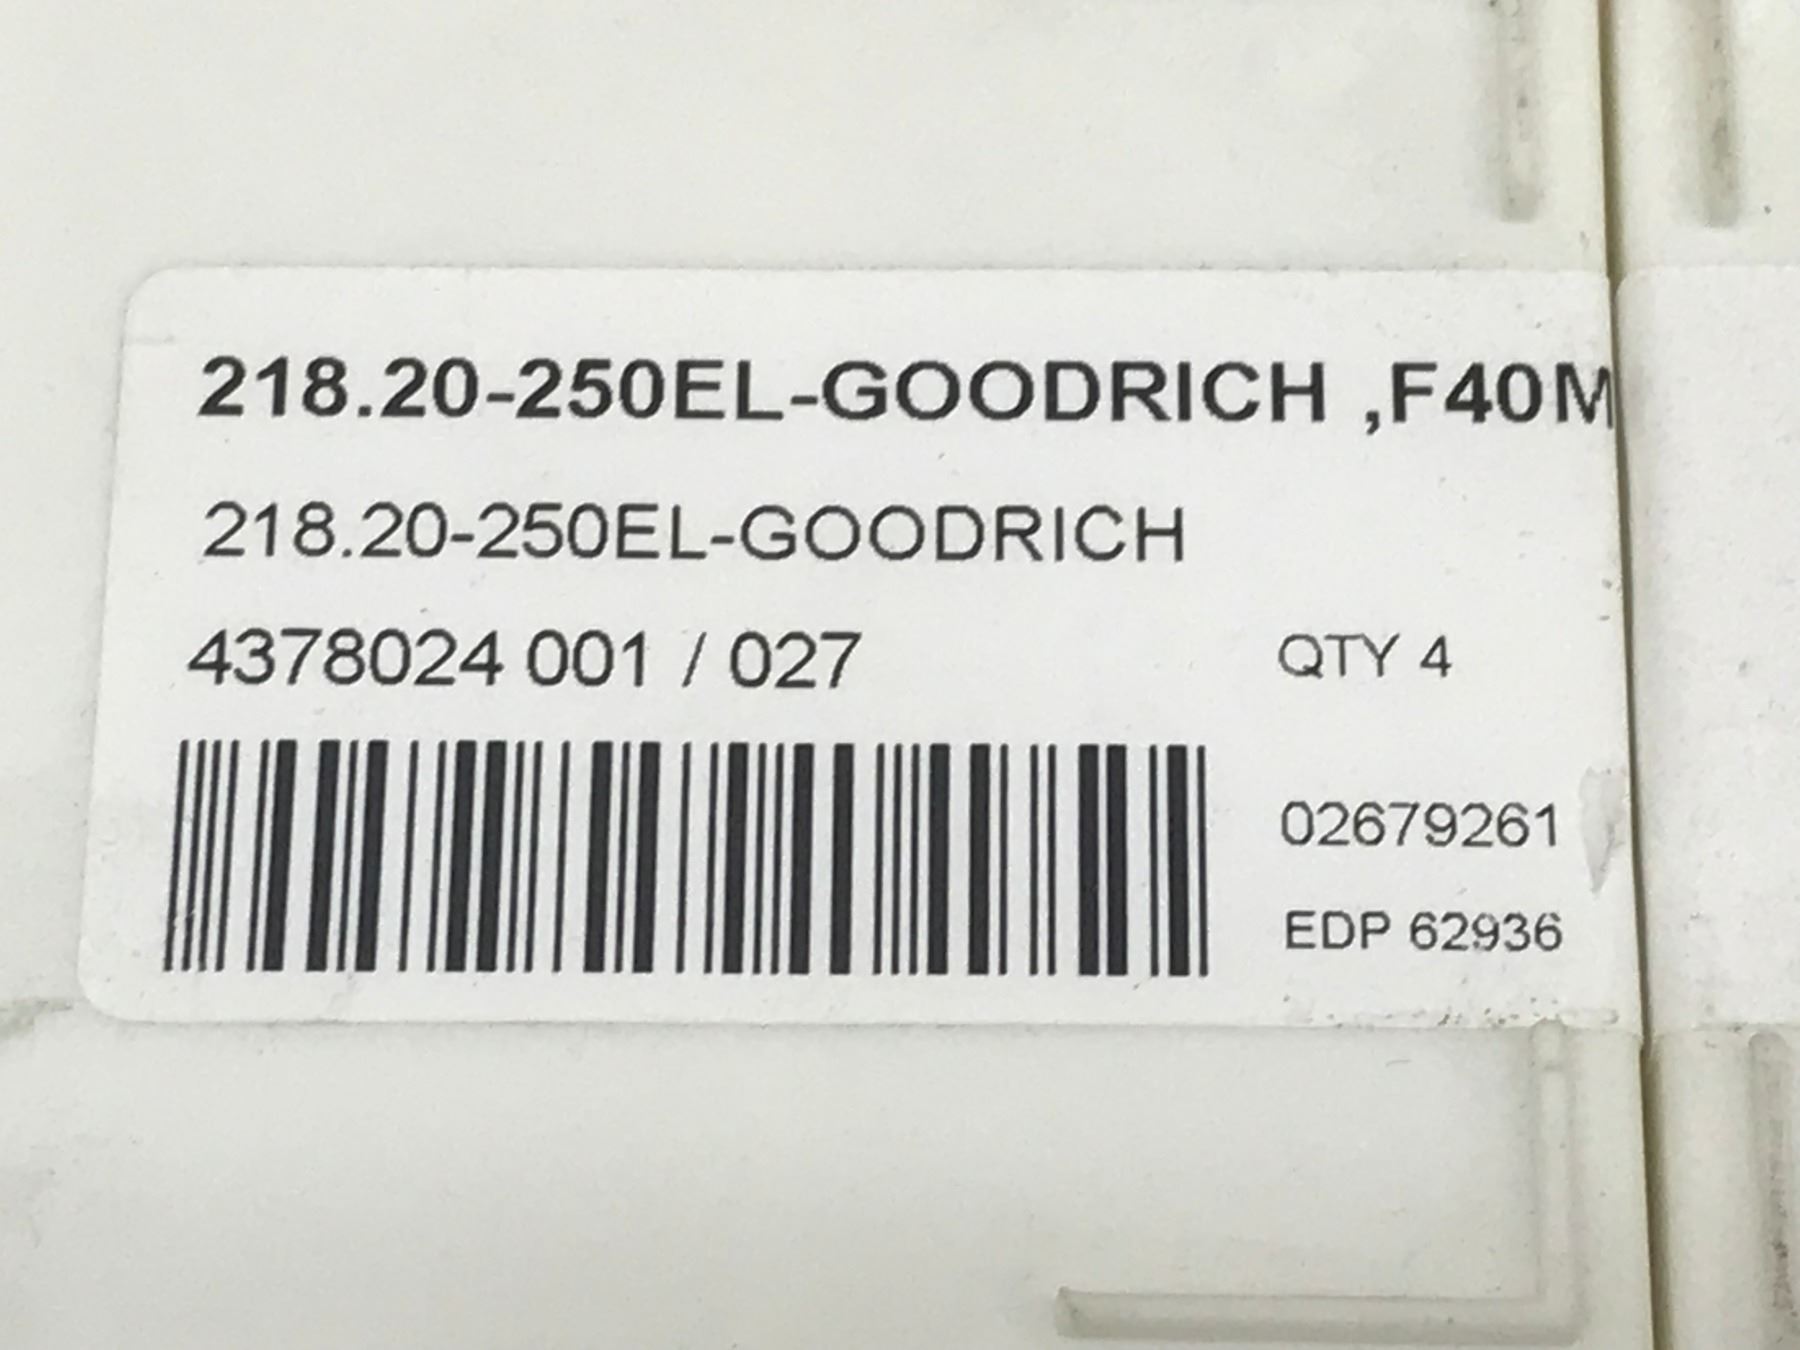 218.20-250EL-GOODRICH ,F40M
218.20-250EL-GOODRICH
4378024 001 / 027
QTY 4
02679261
EDP 62936